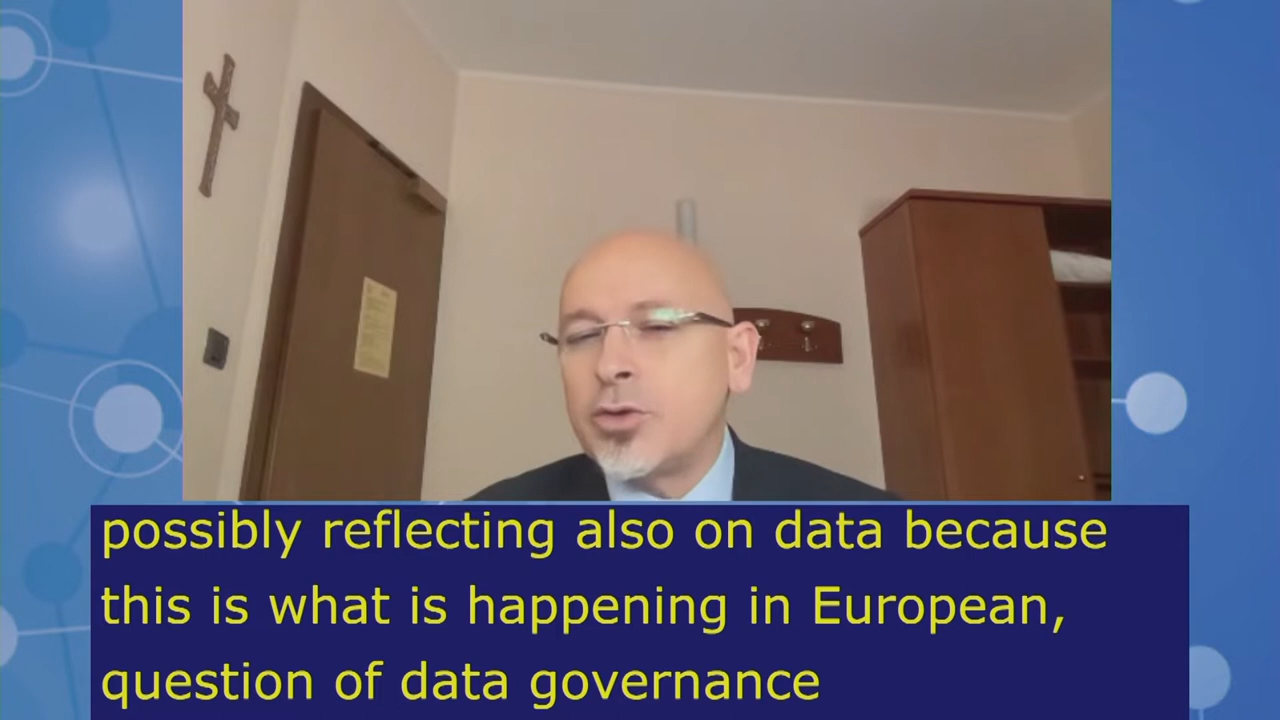 possibly reflecting also on data because
this is what is happening in European,
question of data governance